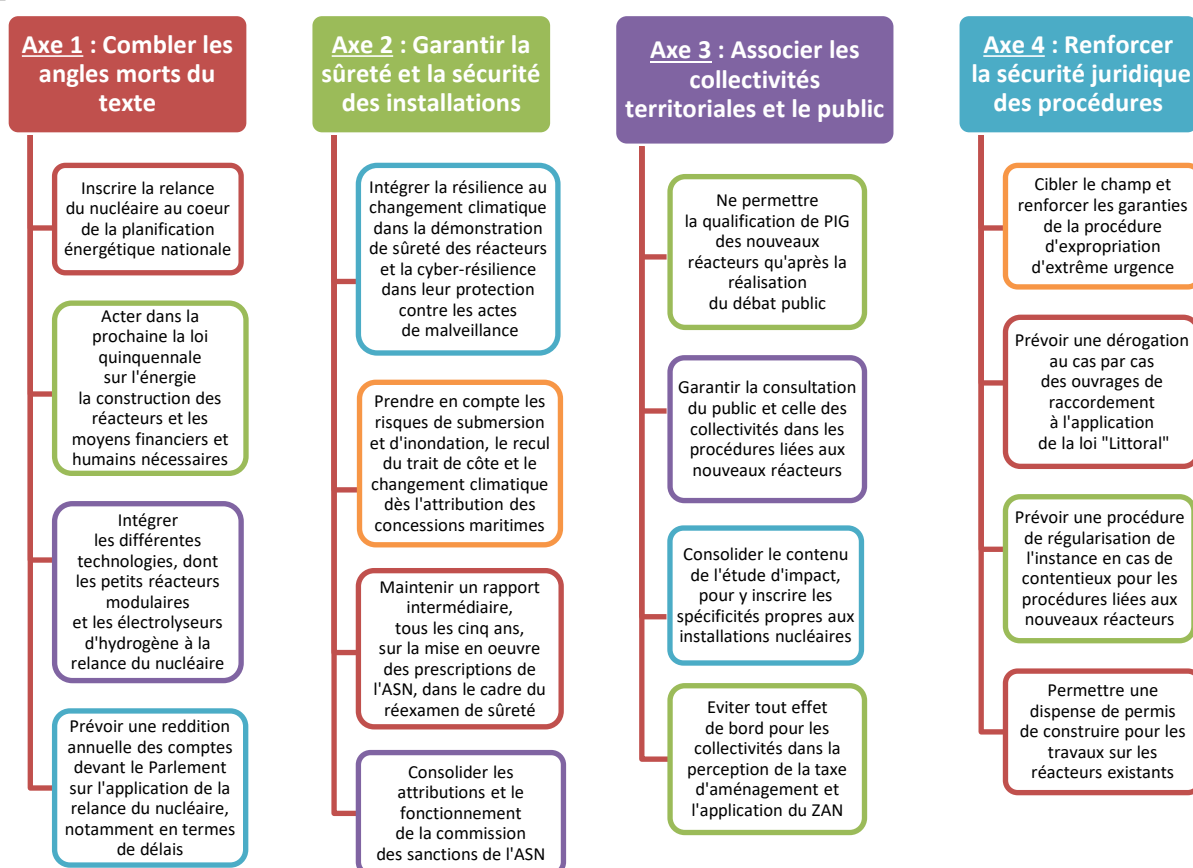 Axe 1 : Combler les
angles morts du
texte
Inscrire la relance
du nucléaire au coeur
de la planification
énergétique nationale
Acter dans la
prochaine la loi
quinquennale
sur l'énergie
la construction des
réacteurs et les
moyens financiers et
humains nécessaires
Intégrer
les différentes
technologies, dont
les petits réacteurs
modulaires
et les électrolyseurs
d'hydrogène à la
relance du nucléaire
Prévoir une reddition
annuelle des comptes
devant le Parlement
sur l'application de la
relance du nucléaire,
notamment en termes
de délais
Axe 2 : Garantir la
sûreté et la sécurité
des installations
Intégrer la résilience au
changement climatique
dans la démonstration
de sûreté des réacteurs
et la cyber-résilience
dans leur protection
contre les actes
de malveillance
Prendre en compte les
risques de submersion
et d'inondation, le recul
du trait de côte et le
changement climatique
dès l'attribution des
concessions maritimes
Maintenir un rapport
intermédiaire,
tous les cinq ans,
sur la mise en oeuvre
des prescriptions de
l'ASN, dans le cadre du
réexamen de sûreté
Consolider les
attributions et le
fonctionnement
de la commission
des sanctions de l'ASN
Axe 3 : Associer les
collectivités
territoriales et le public
Ne permettre
la qualification de PIG
des nouveaux
réacteurs qu'après la
réalisation
du débat public
Garantir la consultation
du public et celle des
collectivités dans les
procédures liées aux
nouveaux réacteurs
Consolider le contenu
de l'étude d'impact,
pour y inscrire les
spécificités propres aux
installations nucléaires
Eviter tout effet
de bord pour les
collectivités dans la
perception de la taxe
d'aménagement et
l'application du ZAN
Axe 4 : Renforcer
la sécurité juridique
des procédures
Cibler le champ et
renforcer les garanties
de la procédure
d'expropriation
d'extrême urgence
Prévoir une dérogation
au cas par cas
des ouvrages de
raccordement
à l'application
de la loi "Littoral"
Prévoir une procédure
de régularisation de
l'instance en cas de
contentieux pour les
procédures liées aux
nouveaux réacteurs
Permettre une
dispense de permis
de construire pour les
travaux sur les
réacteurs existants